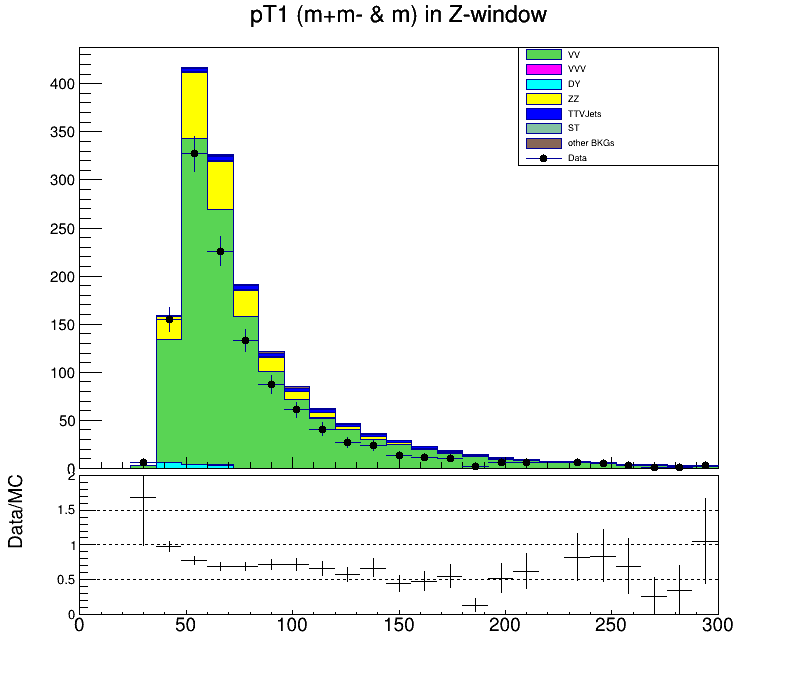 pT1 (m+m- & m) in Z-window
VV
VVV
DY
ZZ
TTVJets
ST
other BKGs
Data
400
350
300
250
200
150
100
50
0
Data/MC
2
1.5
1
0.5
0
0 50 100 150 200 250 300